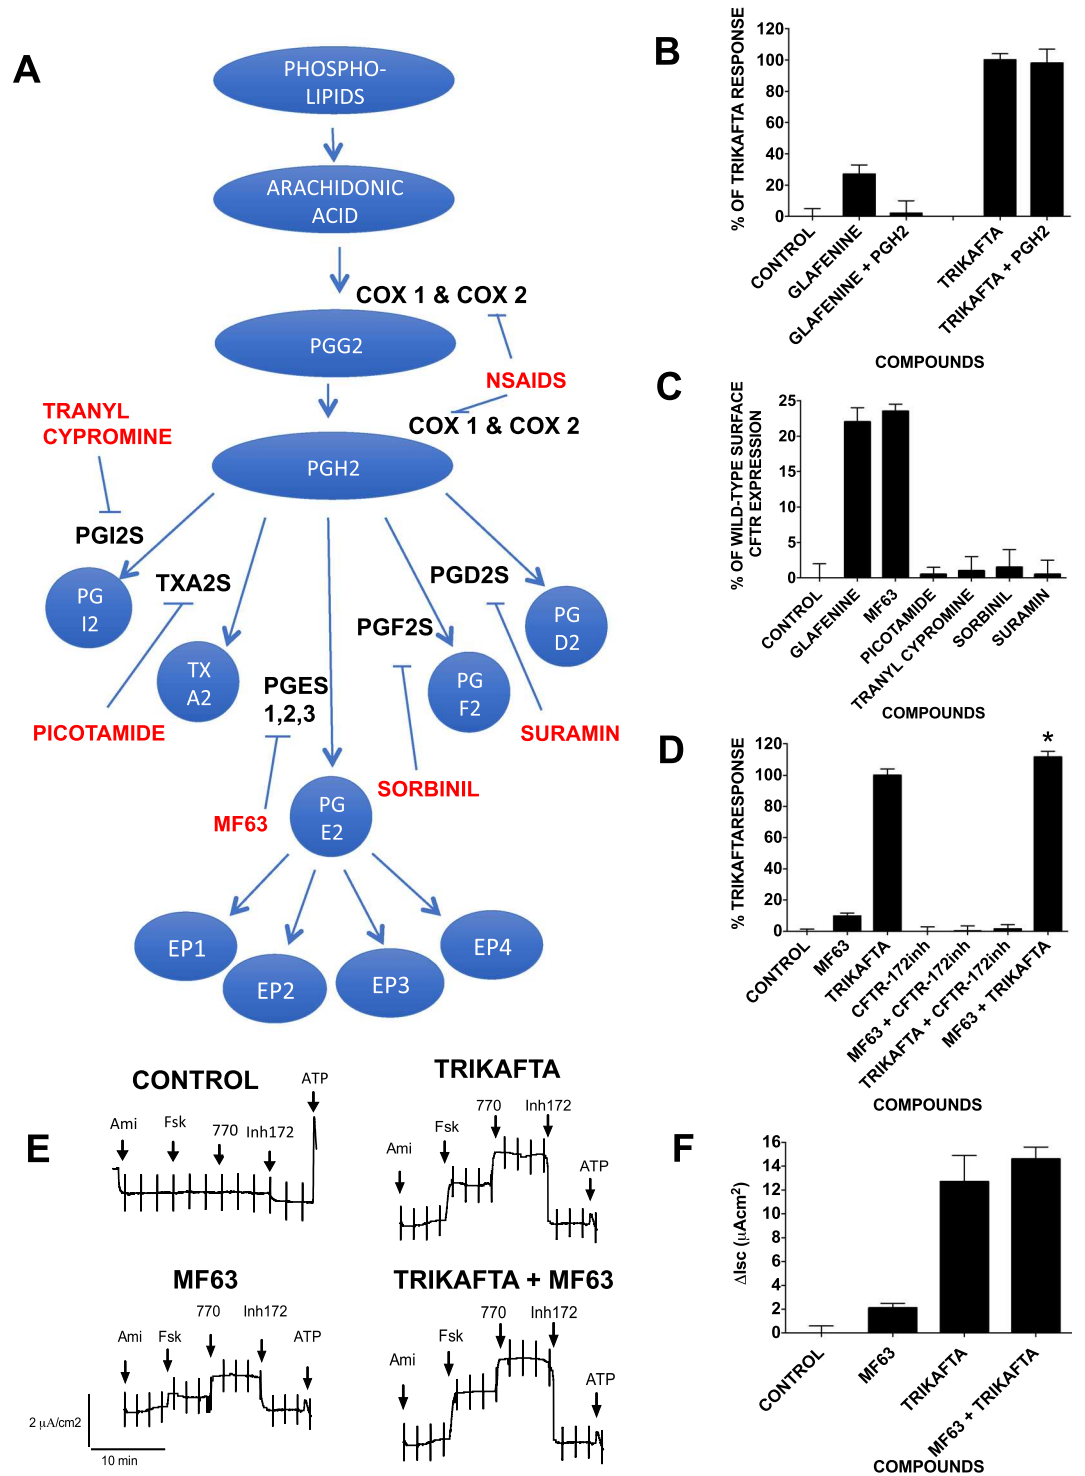 A
PHOSPHO-
LIPIDS
ARACHIDONIC
ACID
COX 1 & COX 2
PGG2
NSAIDS
COX 1 & COX 2
TRANYL
CYPROMINE
PGH2
PGI2S
PG
I2
TXA2S
TX
A2
PICOTAMIDE
PGES
1,2,3
MF63
PG
E2
PGF2S
PG
F2
SORBINIL
PGD2S
PG
D2
SURAMIN
EP1
EP2
EP3
EP4
B
% OF TRIKAFTA RESPONSE
120
100
80
60
40
20
0
CONTROL
GLAFENINE
GLAFENINE + PGH2
TRIKAFTA
TRIKAFTA + PGH2
COMPOUNDS
C
% OF WILD-TYPE SURFACE
CFTR EXPRESSION
25
20
15
10
5
0
CONTROL
GLAFENINE
MF63
PICOTAMIDE
TRANYL CYPROMINE
SORBINIL
SURAMIN
COMPOUNDS
D
% TRIKAFTARESPONSE
120
100
80
60
40
20
0
*
CONTROL
MF63
TRIKAFTA
CFTR-172inh
MF63 + CFTR-172inh
TRIKAFTA + CFTR-172inh
MF63 + TRIKAFTA
COMPOUNDS
E
CONTROL
Ami
Fsk
770
Inh172
ATP
TRIKAFTA
Ami
Fsk
770
Inh172
ATP
MF63
Ami
Fsk
770
Inh172
ATP
2 μA/cm2
10 min
TRIKAFTA + MF63
Ami
Fsk
770
Inh172
ATP
F
ΔIsc (μAcm²)
16
14
12
10
8
6
4
2
0
CONTROL
MF63
TRIKAFTA
MF63 + TRIKAFTA
COMPOUNDS